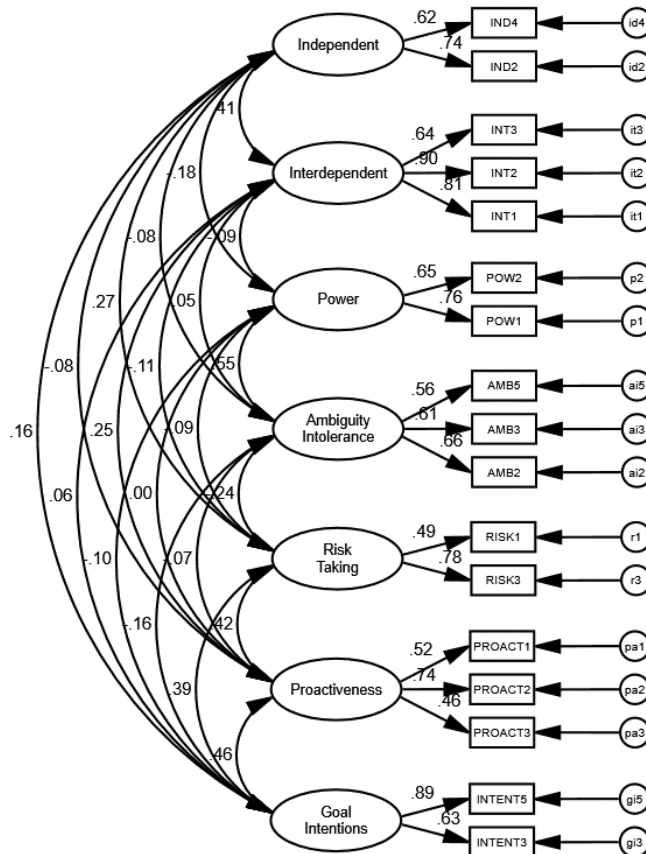 .62 IND4 id4
Independent
.74 IND2 id2
.41
.64 INT3 it3
-.18 Interdependent .90 INT2 it2
.81 INT1 it1
-.08 -.09
.65 POW2 p2
.27 .05 Power
.76 POW1 p1
-.08 -.11 .55
.56 AMB5 ai5
.16 .25 -.09 Ambiguity
Intolerance
.61 AMB3 ai3
.66 AMB2 ai2
.06 .00 -.24
.49 RISK1 r1
-.10 -.07 Risk
Taking
.78 RISK3 r3
-.16 .42
.52 PROACT1 pa1
.39 Proactiveness .74 PROACT2 pa2
.46 PROACT3 pa3
.46
.89 INTENT5 gi5
Goal
Intentions
.63 INTENT3 gi3